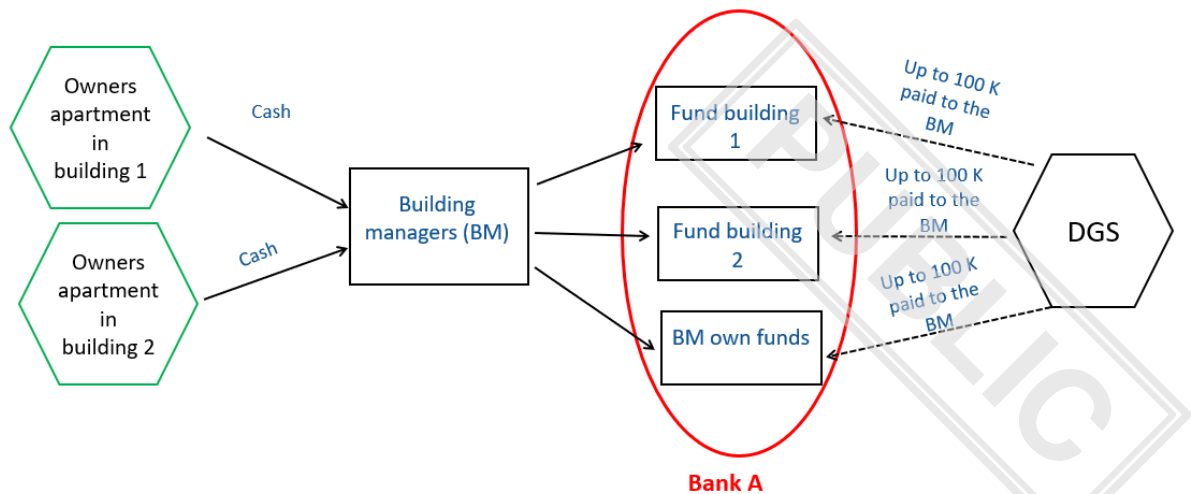 Owners
apartment
in
building 1
Cash
Owners
apartment
in
building 2
Cash
Building
managers (BM)
Fund building
1
Fund building
2
BM own funds
Bank A
Up to 100 K
paid to the
BM
Up to 100 K
paid to the
BM
Up to 100 K
paid to the
BM
DGS
PUBLIC